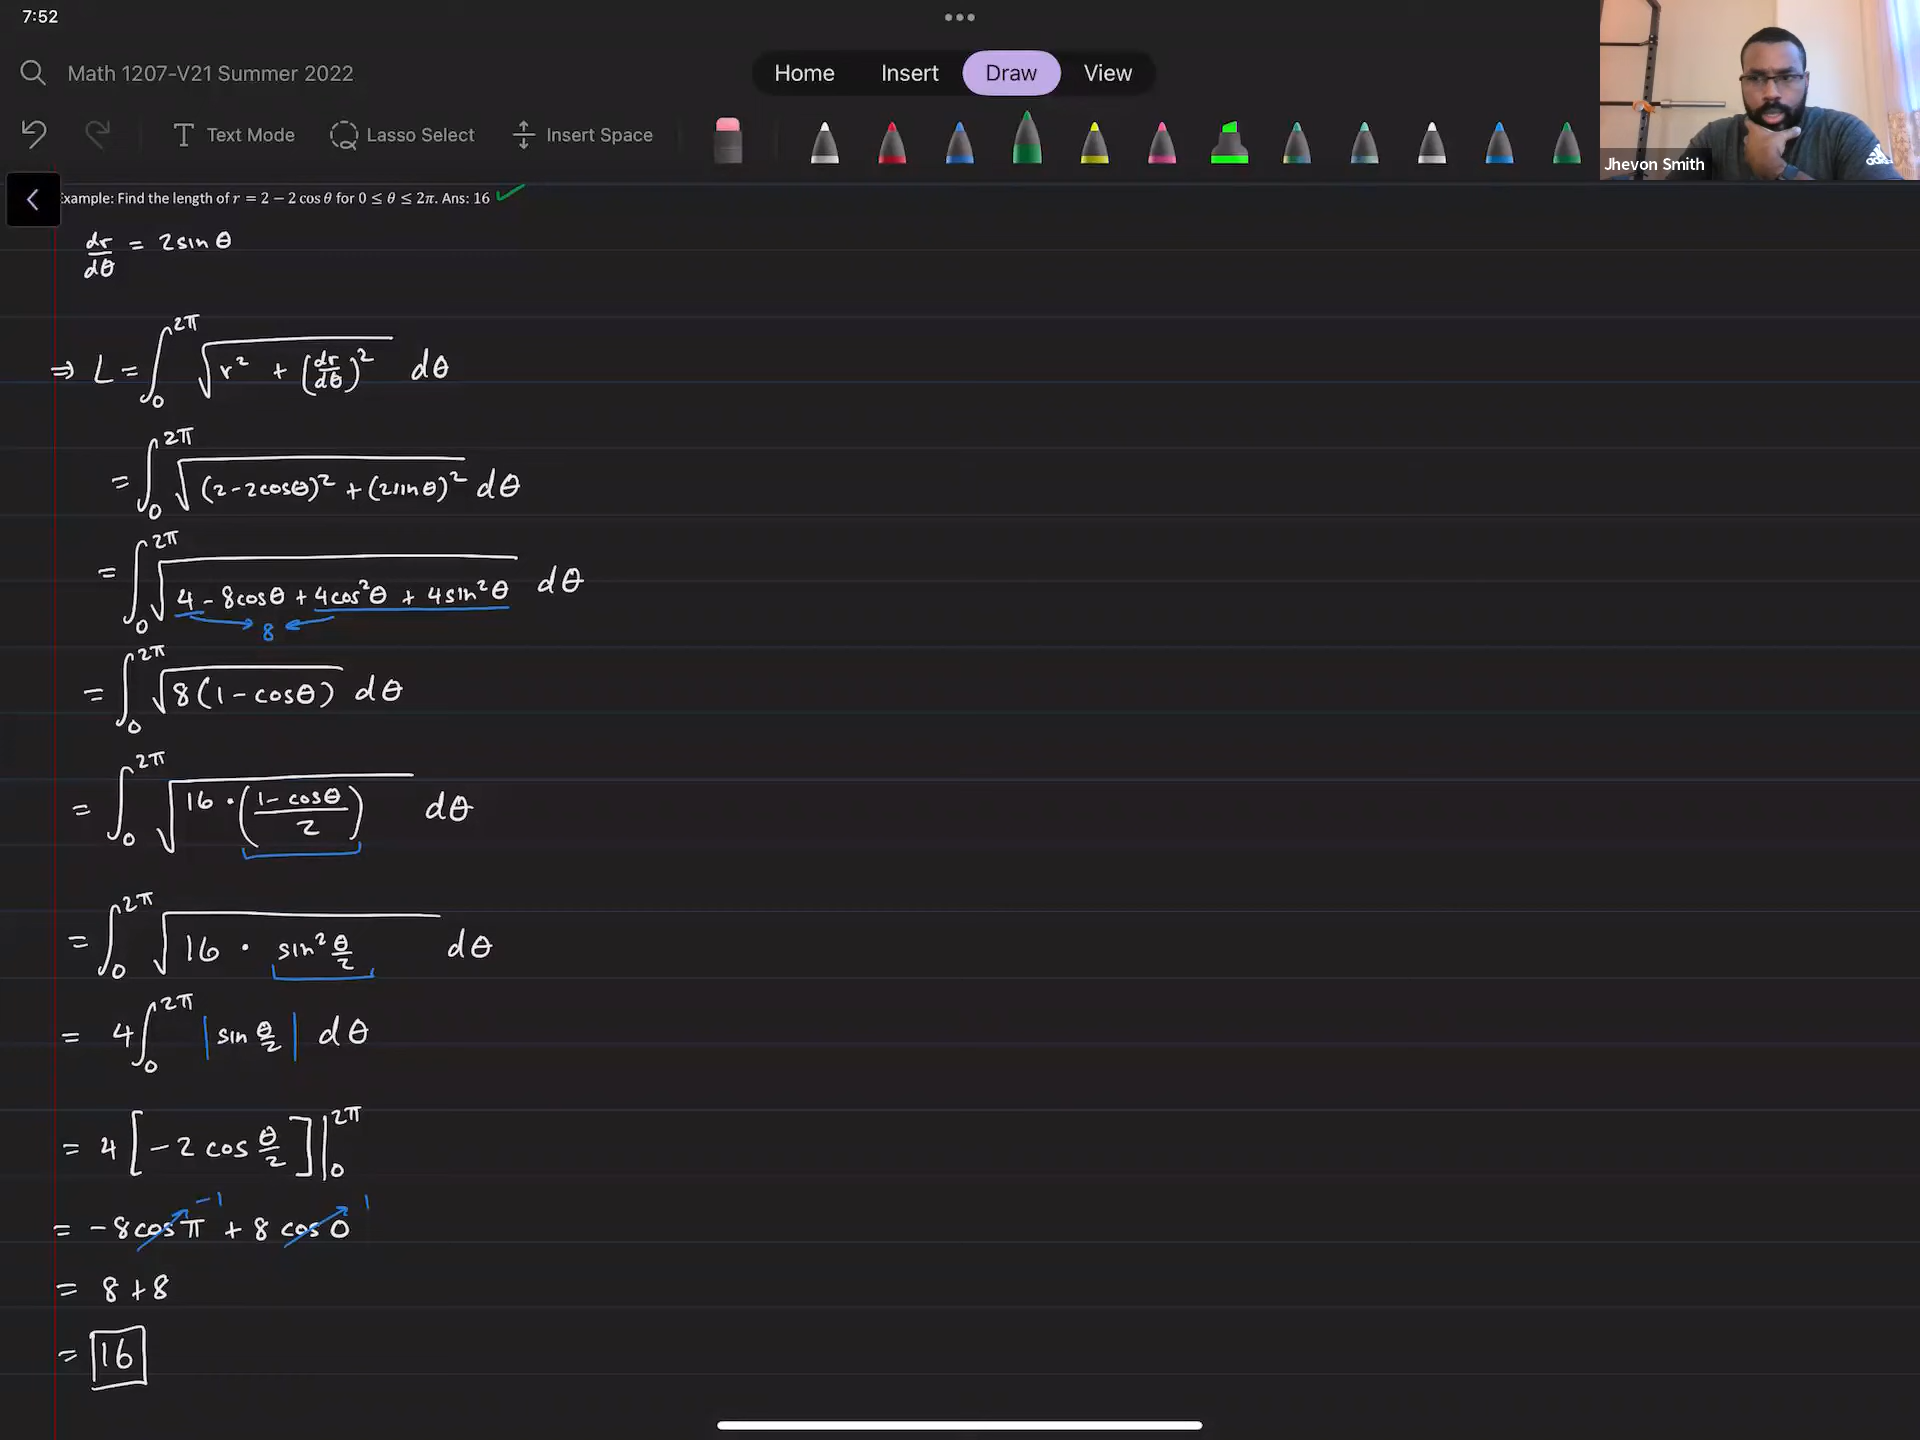 7:52
Math 1207-V21 Summer 2022
Home Insert Draw View
Text Mode Lasso Select Insert Space
Jhevon Smith
xample: Find the length of r = 2 − 2 cos θ for 0 ≤ θ ≤ 2π. Ans: 16 ✓
dr/dθ = 2sin θ
⇒ L = ∫₀^2π √(r² + (dr/dθ)²) dθ
= ∫₀^2π √((2-2cosθ)² + (2sinθ)²) dθ
= ∫₀^2π √(4 - 8cosθ + 4cos²θ + 4sin²θ) dθ
8
= ∫₀^2π √(8(1-cosθ)) dθ
= ∫₀^2π √(16 · ((1-cosθ)/2)) dθ
= ∫₀^2π √(16 · sin² θ/2) dθ
= 4 ∫₀^2π |sin θ/2| dθ
= 4 [-2 cos θ/2] |₀^2π
-1 1
= -8cos π + 8 cos 0
= 8+8
= 16